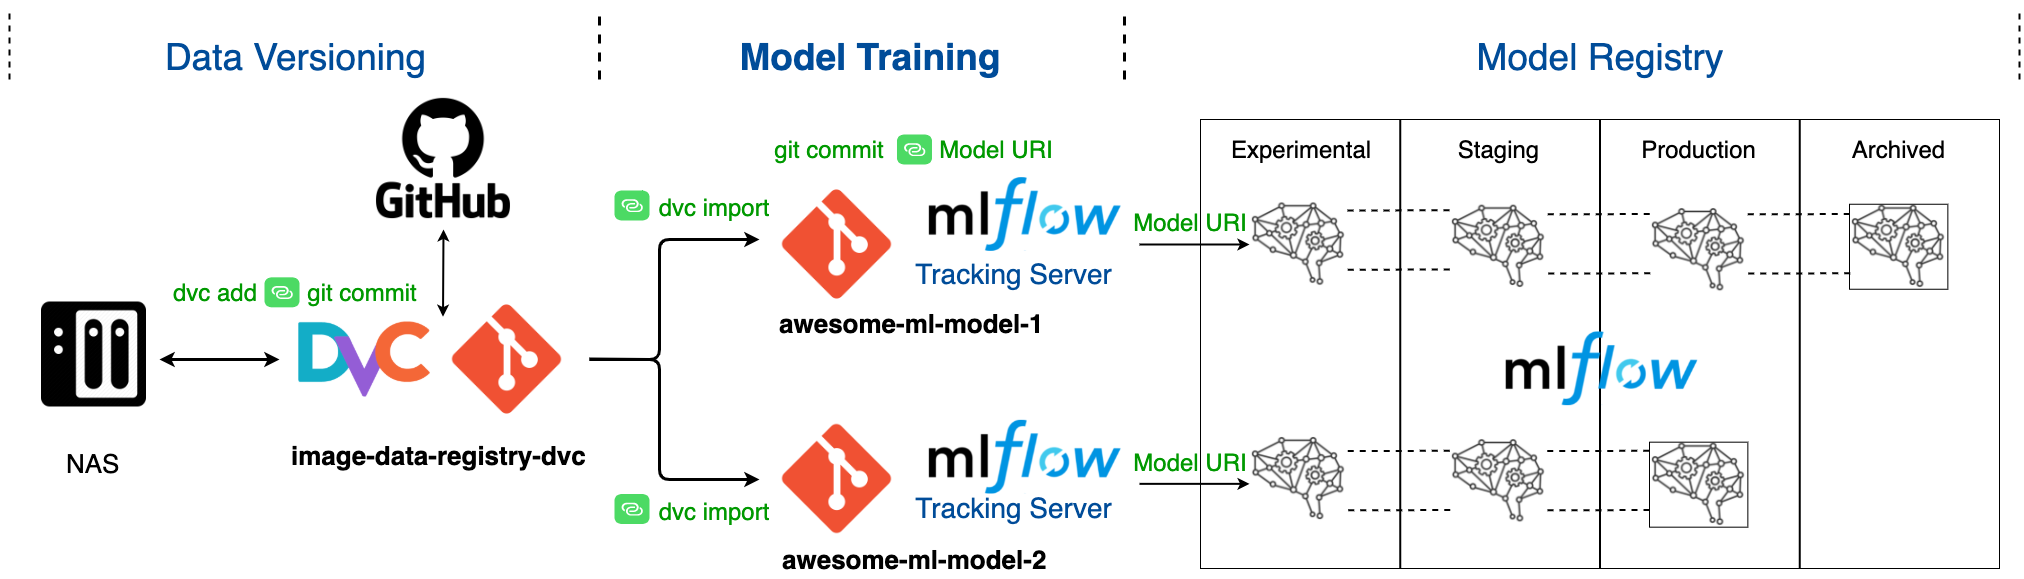 Data Versioning
Model Training
Model Registry
GitHub
dvc add git commit
DVC
NAS
image-data-registry-dvc
git commit Model URI
dvc import
mlflow
Tracking Server
awesome-ml-model-1
Model URI
dvc import
mlflow
Tracking Server
awesome-ml-model-2
Model URI
Experimental
Staging
Production
Archived
mlflow